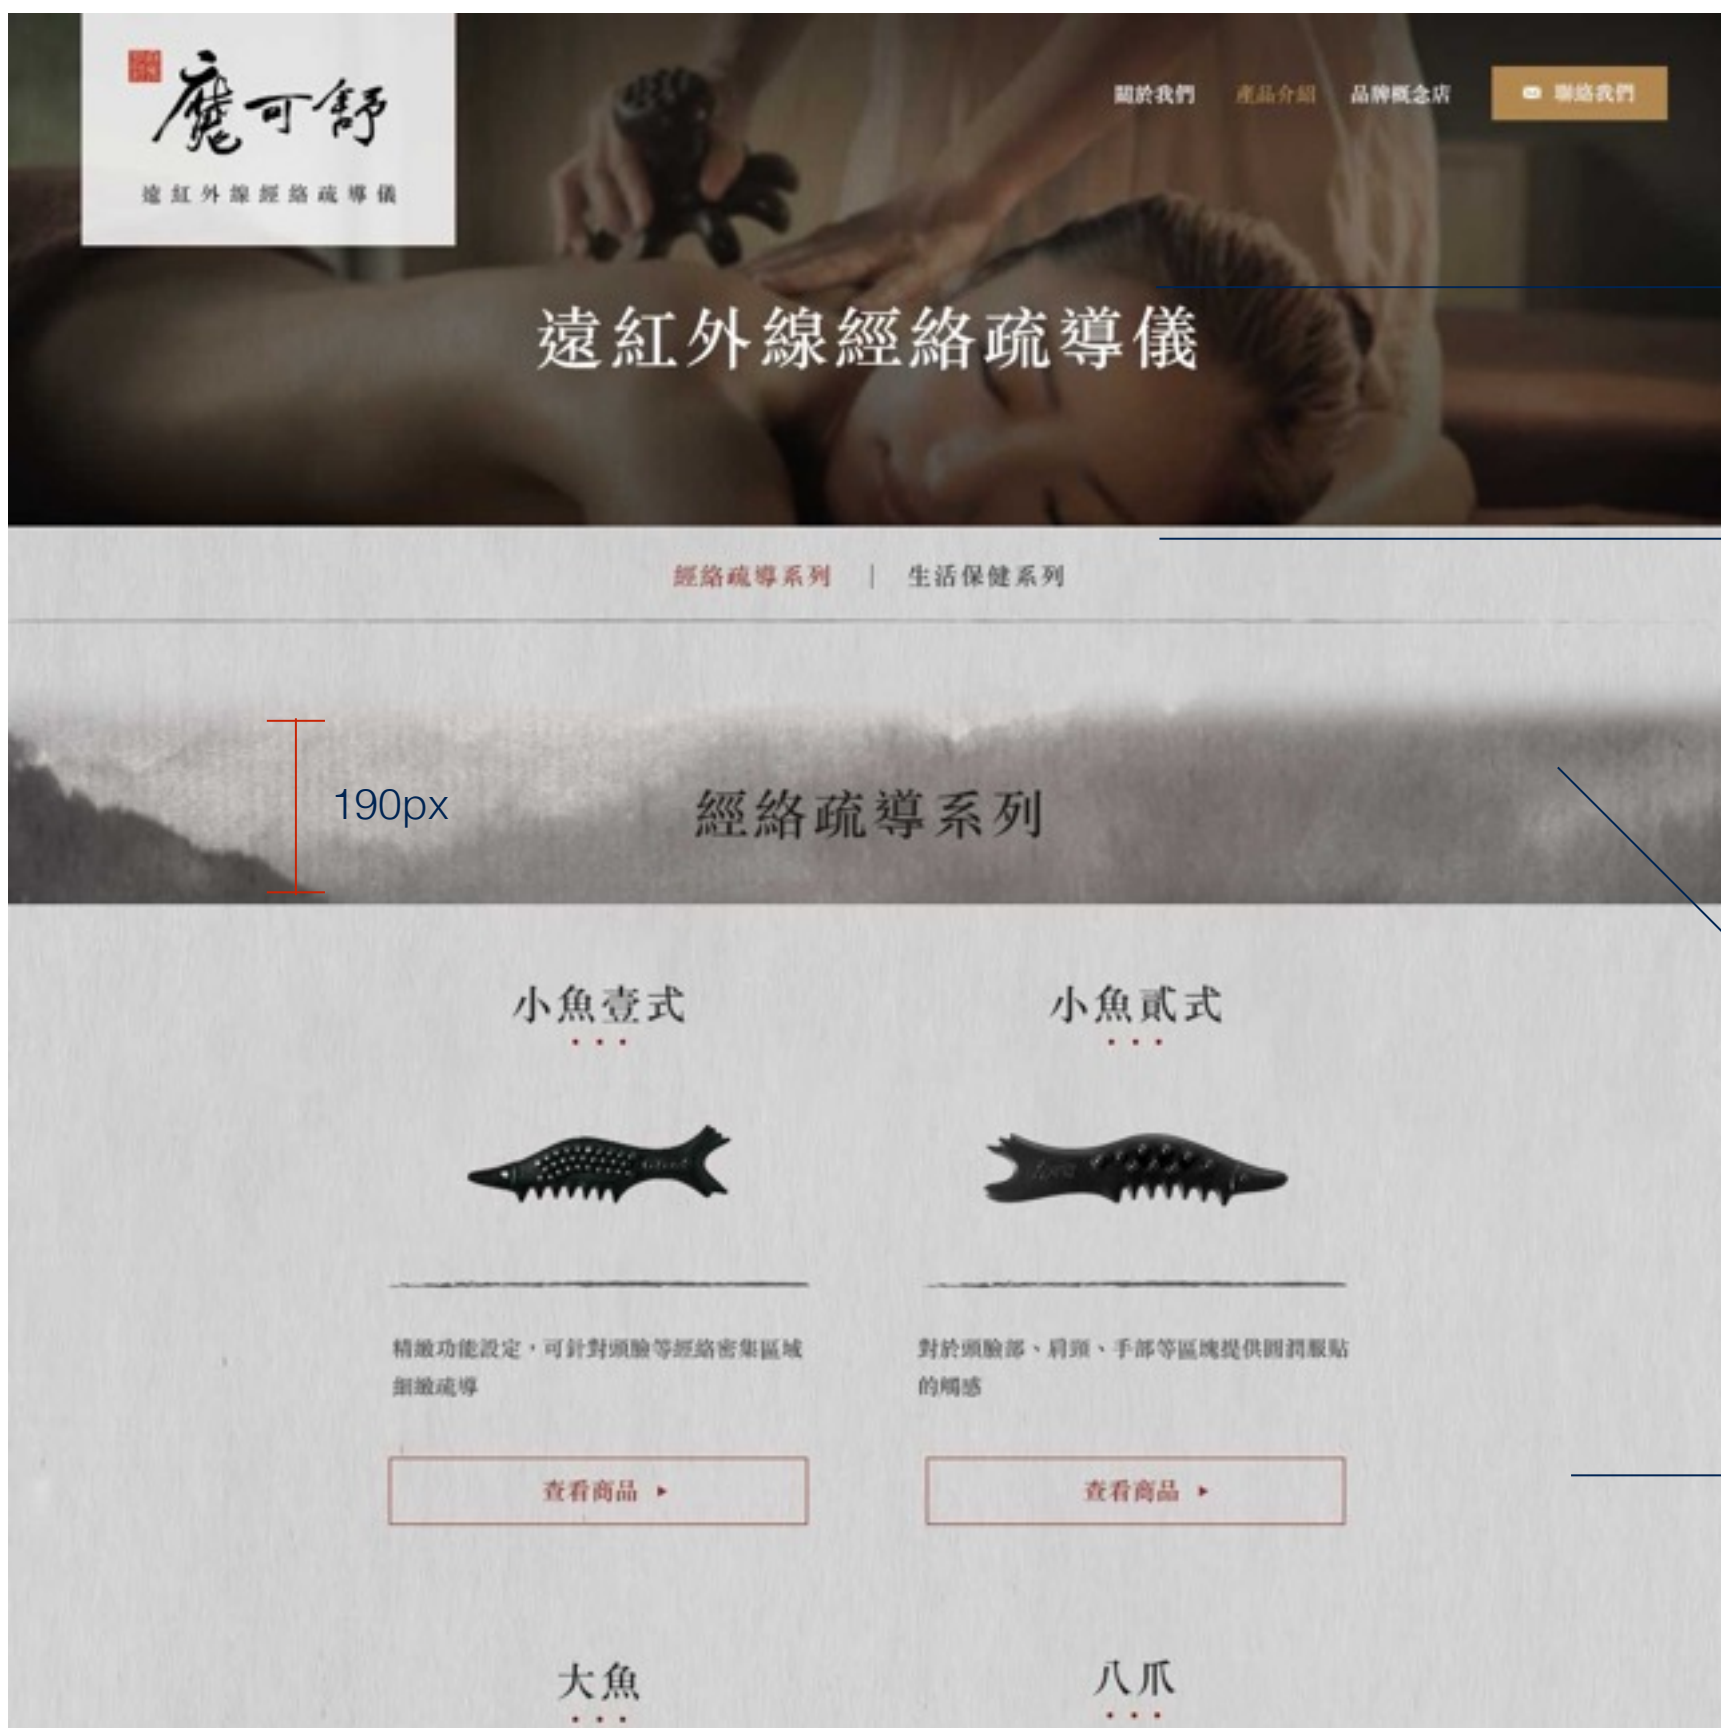 魔可舒
遠紅外線經絡疏導儀
關於我們 產品介紹 品牌概念店 聯絡我們
遠紅外線經絡疏導儀
經絡疏導系列 | 生活保健系列
190px
經絡疏導系列
小魚壹式
小魚貳式
精緻功能設定，可針對頭臉等經絡密集區域
細緻疏導
對於頭臉部、肩頸、手部等區塊提供圓潤服貼
的觸感
查看商品
查看商品
大魚
八爪